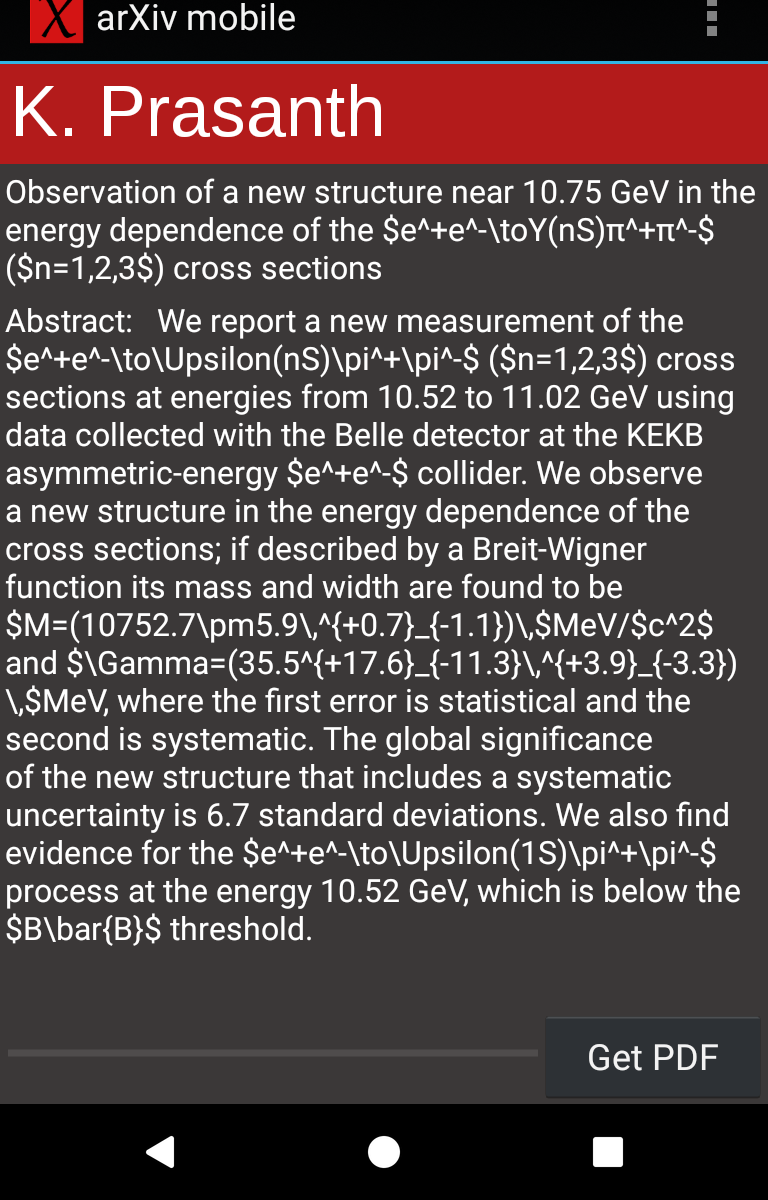 arXiv mobile
K. Prasanth
Observation of a new structure near 10.75 GeV in the
energy dependence of the $e^+e^-\toΥ(nS)π^+π^-$
($n=1,2,3$) cross sections
Abstract:   We report a new measurement of the
$e^+e^-\to\Upsilon(nS)\pi^+\pi^-$ ($n=1,2,3$) cross
sections at energies from 10.52 to 11.02 GeV using
data collected with the Belle detector at the KEKB
asymmetric-energy $e^+e^-$ collider. We observe
a new structure in the energy dependence of the
cross sections; if described by a Breit-Wigner
function its mass and width are found to be
$M=(10752.7\pm5.9\,^{+0.7}_{-1.1})\,$MeV/$c^2$
and $\Gamma=(35.5^{+17.6}_{-11.3}\,^{+3.9}_{-3.3})
\,$MeV, where the first error is statistical and the
second is systematic. The global significance
of the new structure that includes a systematic
uncertainty is 6.7 standard deviations. We also find
evidence for the $e^+e^-\to\Upsilon(1S)\pi^+\pi^-$
process at the energy 10.52 GeV, which is below the
$B\bar{B}$ threshold.
Get PDF